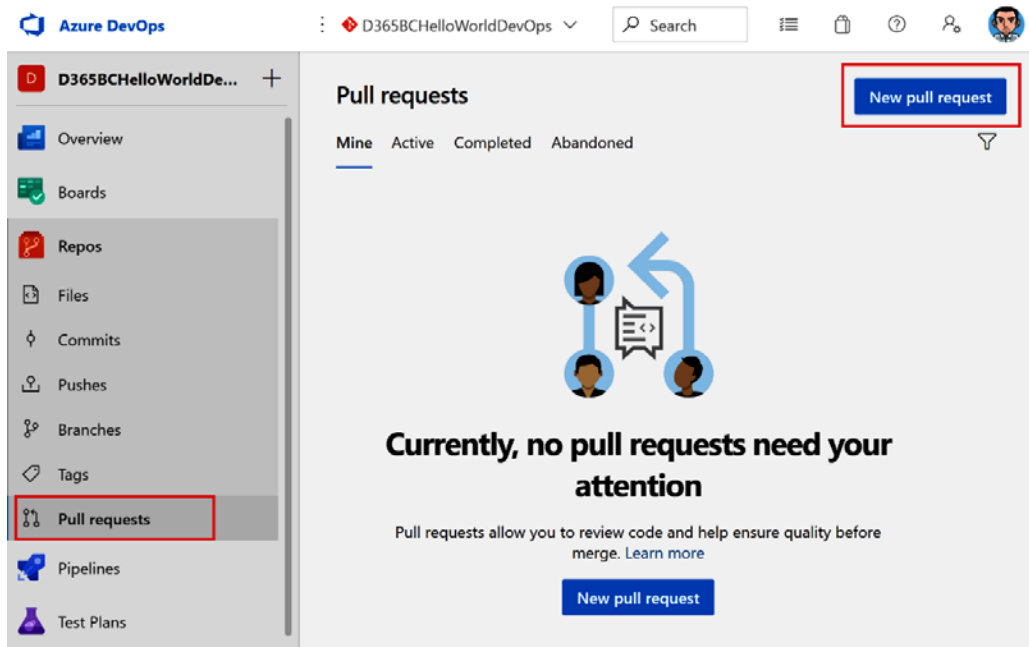 Azure DevOps
D365BCHelloWorldDevOps
Search
D
D365BCHelloWorldDe...
Overview
Boards
Repos
Files
Commits
Pushes
Branches
Tags
Pull requests
Pipelines
Test Plans
Pull requests
New pull request
Mine Active Completed Abandoned
Currently, no pull requests need your
attention
Pull requests allow you to review code and help ensure quality before
merge. Learn more
New pull request